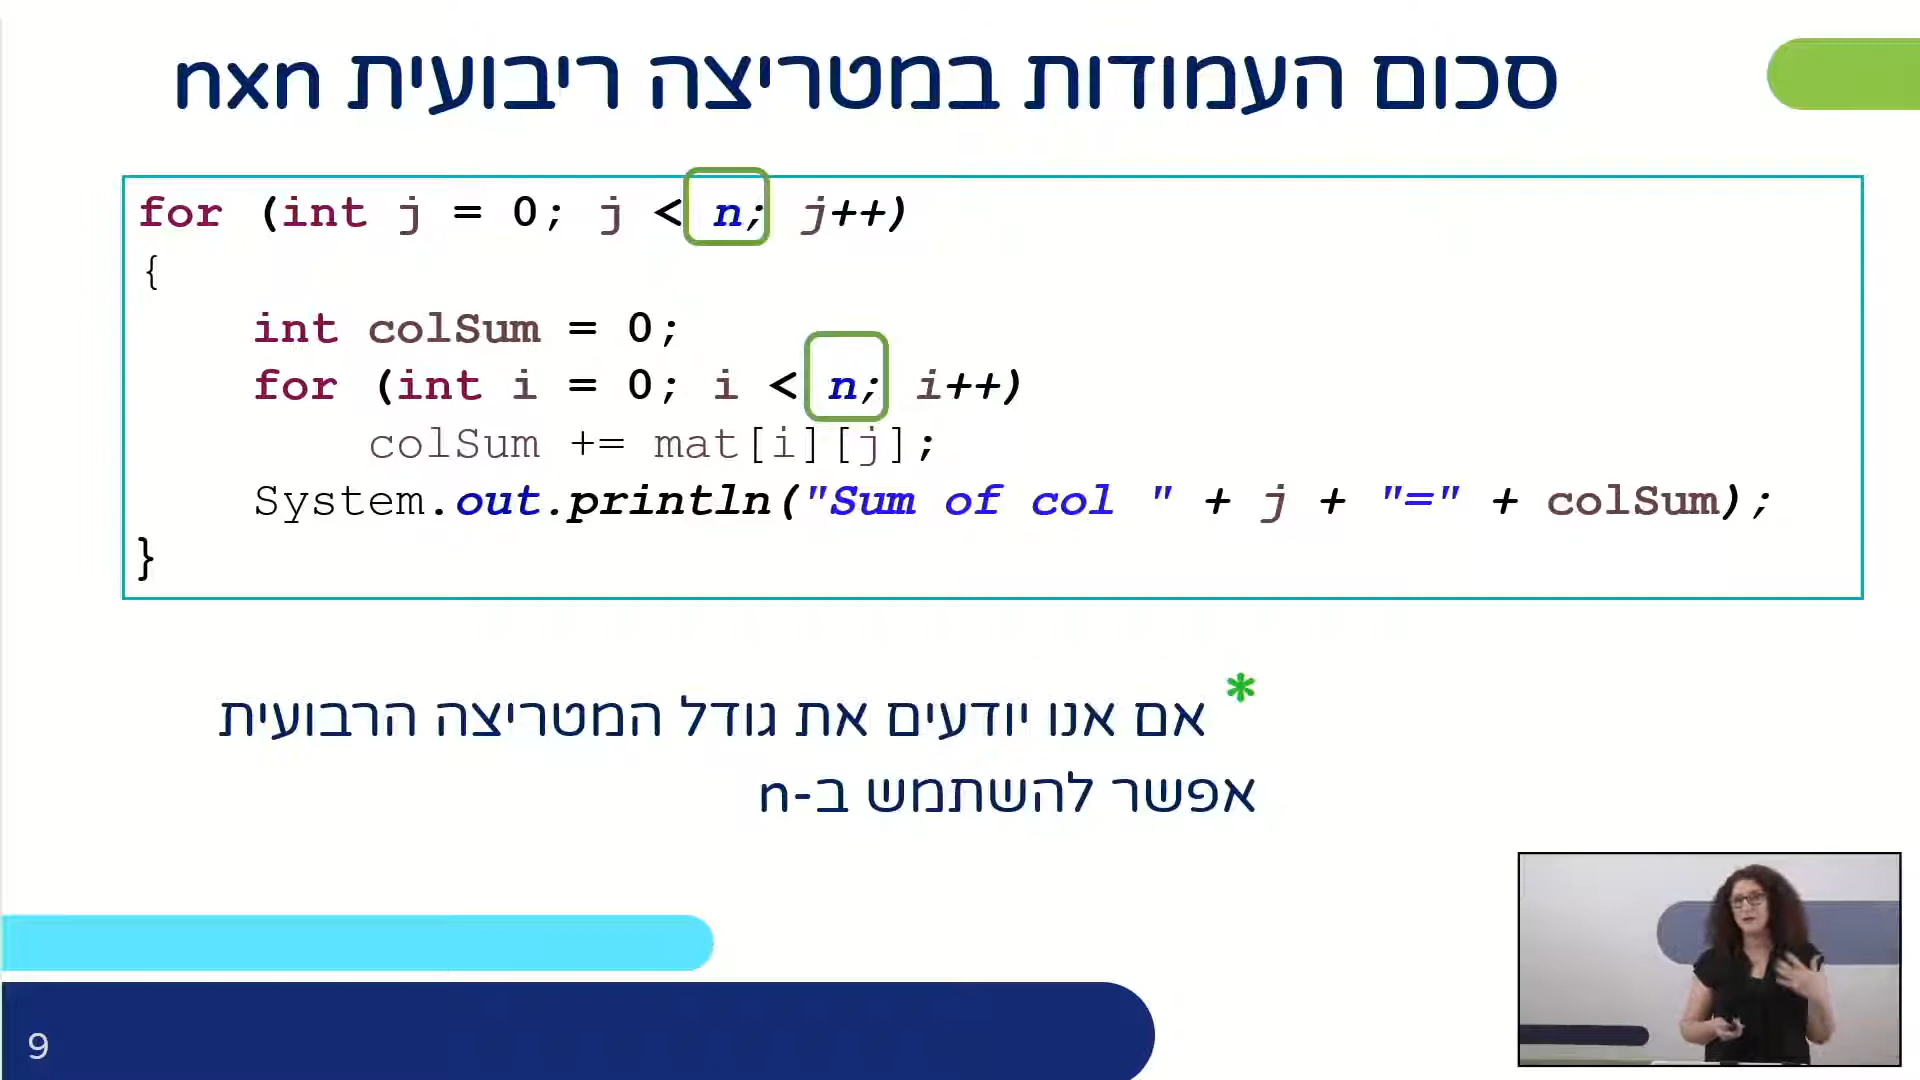 סכום העמודות במטריצה ריבועית nxn
for (int j = 0; j < n; j++)
{
    int colSum = 0;
    for (int i = 0; i < n; i++)
        colSum += mat[i][j];
    System.out.println("Sum of col " + j + "=" + colSum);
}
* אם אנו יודעים את גודל המטריצה הרבועית
אפשר להשתמש ב-n
9